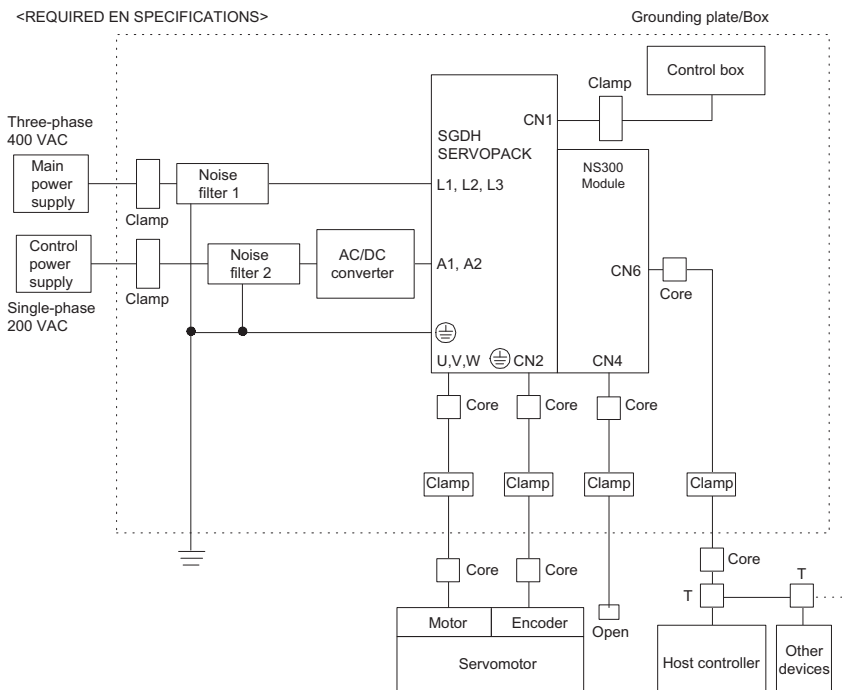 <REQUIRED EN SPECIFICATIONS>
Grounding plate/Box
Control box
Clamp
CN1
SGDH
SERVOPACK
NS300
Module
Three-phase
400 VAC
Main
power
supply
Clamp
Noise
filter 1
L1, L2, L3
Control
power
supply
Clamp
Noise
filter 2
AC/DC
converter
A1, A2
CN6
Core
Single-phase
200 VAC
U,V,W
CN2
CN4
Core
Core
Core
Clamp
Clamp
Clamp
Clamp
Core
Core
Core
T
T
Motor
Encoder
Open
Servomotor
Host controller
Other
devices